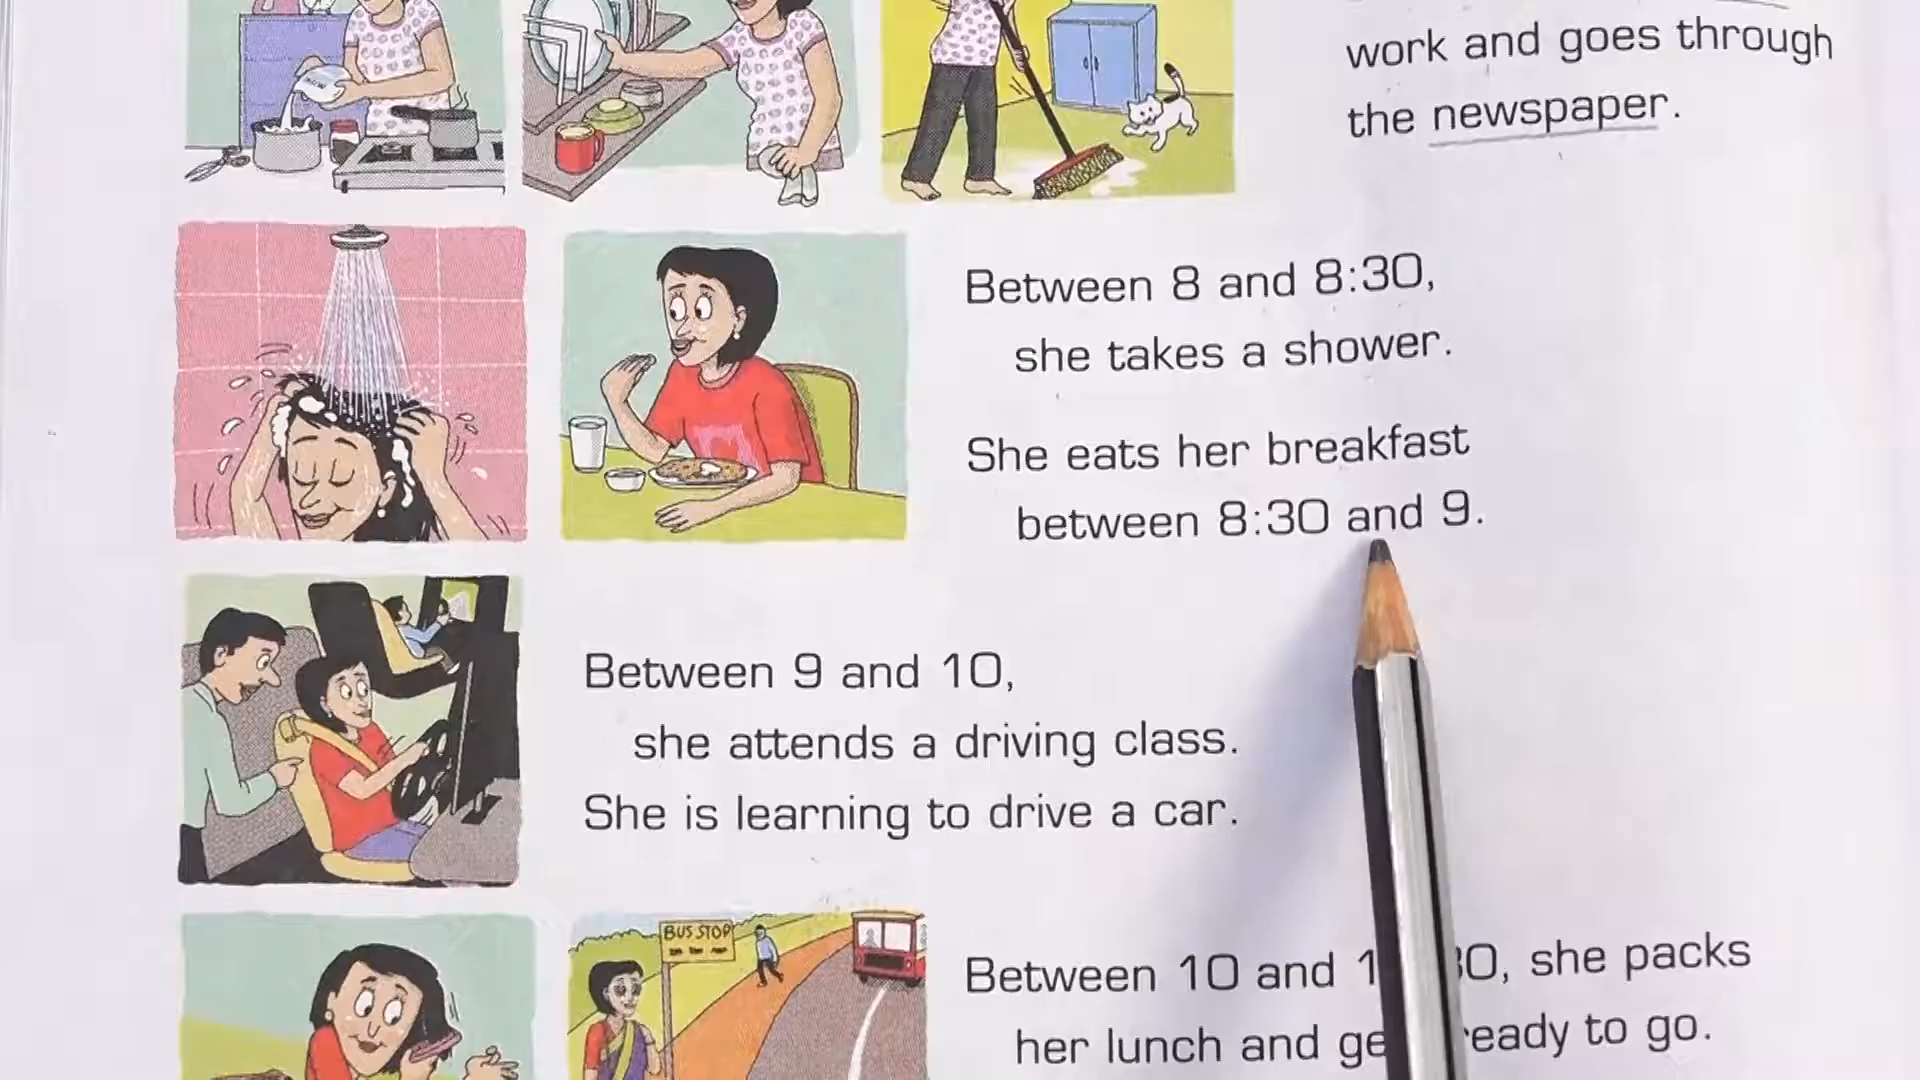 work and goes through
the newspaper.
Between 8 and 8:30,
she takes a shower.
She eats her breakfast
between 8:30 and 9.
Between 9 and 10,
she attends a driving class.
She is learning to drive a car.
BUS STOP
Between 10 and she packs
her lunch and to go.